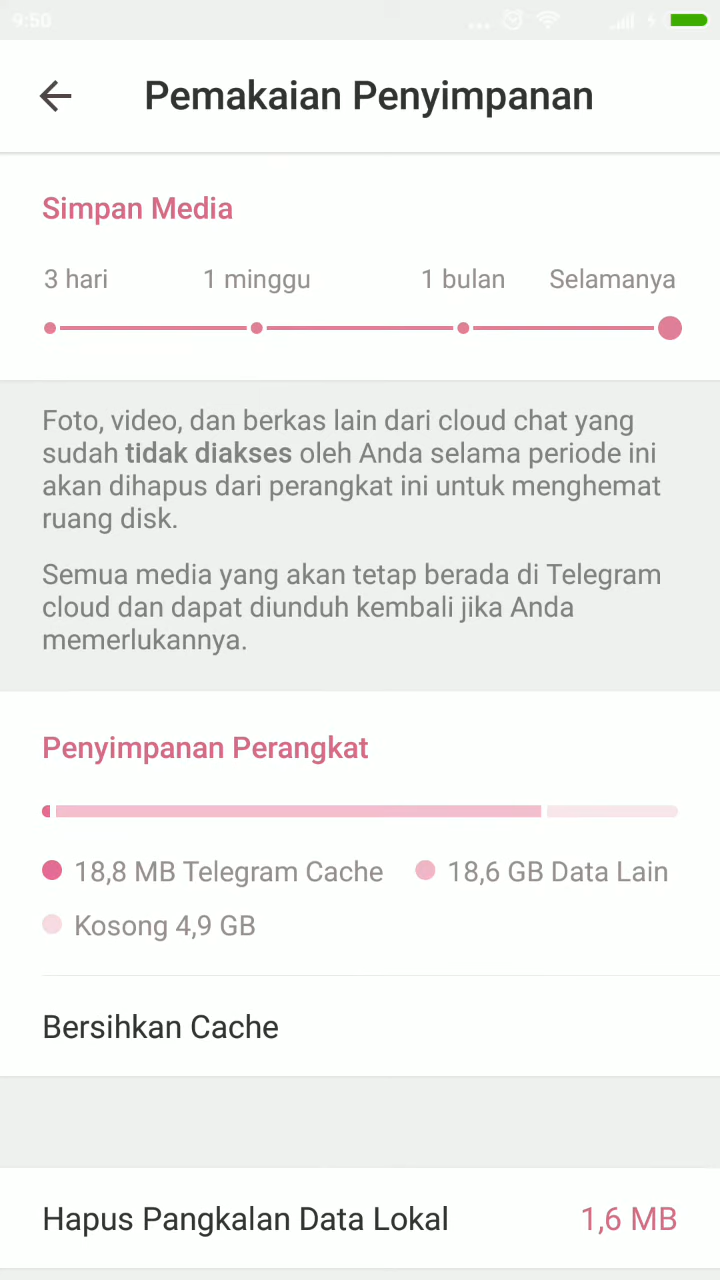 9:50
Pemakaian Penyimpanan
Simpan Media
3 hari 1 minggu 1 bulan Selamanya
Foto, video, dan berkas lain dari cloud chat yang
sudah tidak diakses oleh Anda selama periode ini
akan dihapus dari perangkat ini untuk menghemat
ruang disk.
Semua media yang akan tetap berada di Telegram
cloud dan dapat diunduh kembali jika Anda
memerlukannya.
Penyimpanan Perangkat
18,8 MB Telegram Cache 18,6 GB Data Lain
Kosong 4,9 GB
Bersihkan Cache
Hapus Pangkalan Data Lokal 1,6 MB